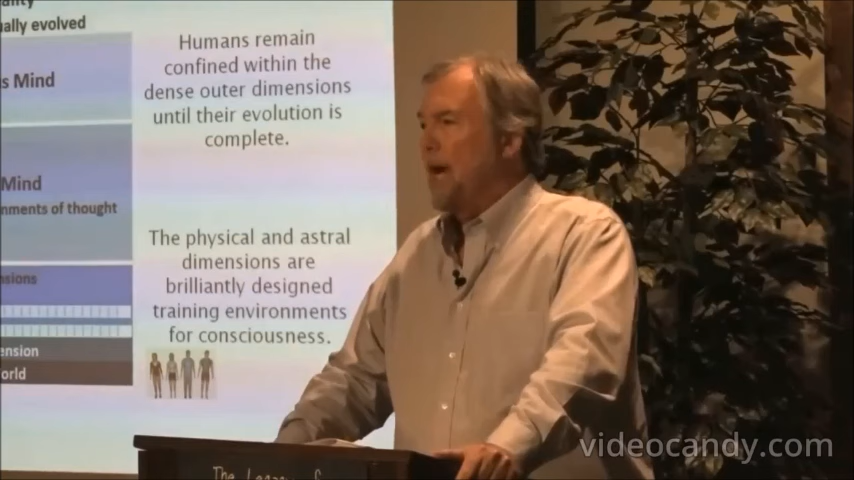 ually evolved
s Mind
Mind
nments of thought
sions
ension
orld
Humans remain
confined within the
dense outer dimensions
until their evolution is
complete.
The physical and astral
dimensions are
brilliantly designed
training environments
for consciousness.
The
videocandy.com